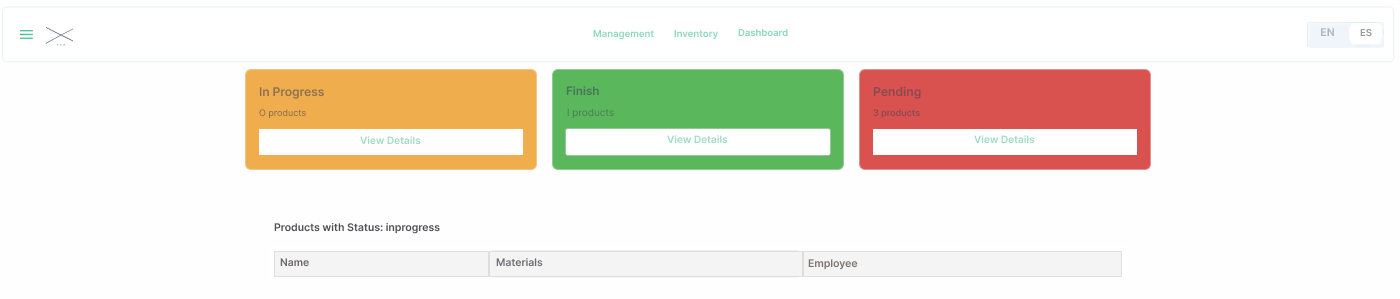 Management Inventory Dashboard EN ES
In Progress
0 products
View Details
Finish
1 products
View Details
Pending
3 products
View Details
Products with Status: inprogress
Name Materials Employee